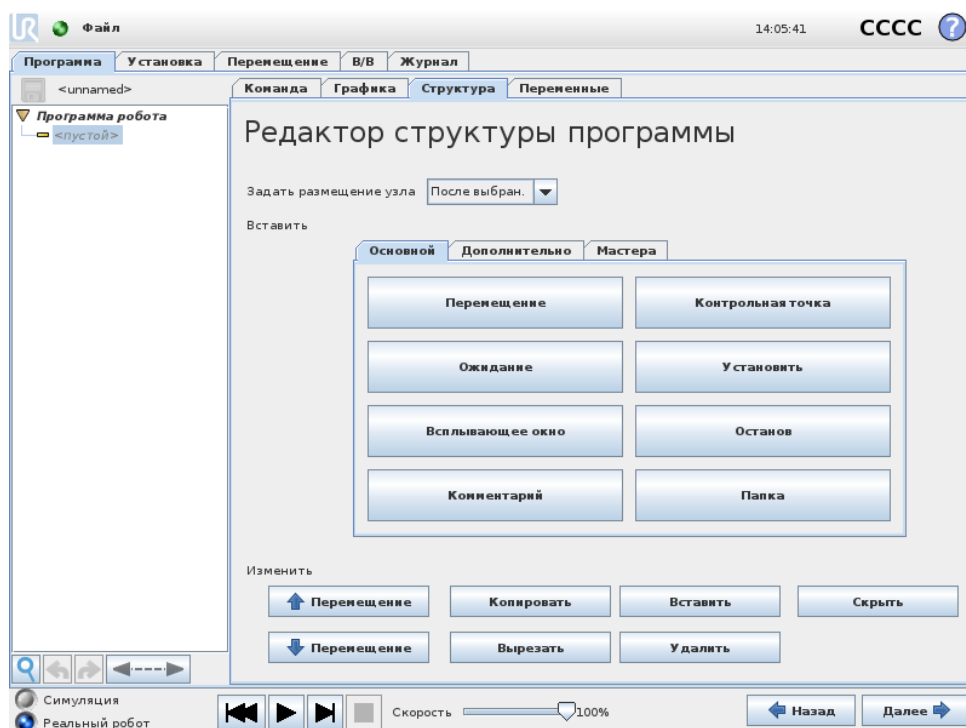 UR Файл 14:05:41 CCCC ?
Программа Установка Перемещение В/В Журнал
<unnamed> Команда Графика Структура Переменные
Программа робота
<пустой>
Редактор структуры программы
Задать размещение узла После выбран.
Вставить
Основной Дополнительно Мастера
Перемещение Контрольная точка
Ожидание Установить
Всплывающее окно Останов
Комментарий Папка
Изменить
Перемещение Копировать Вставить Скрыть
Перемещение Вырезать Удалить
Симуляция
Реальный робот
Скорость 100% Назад Далее